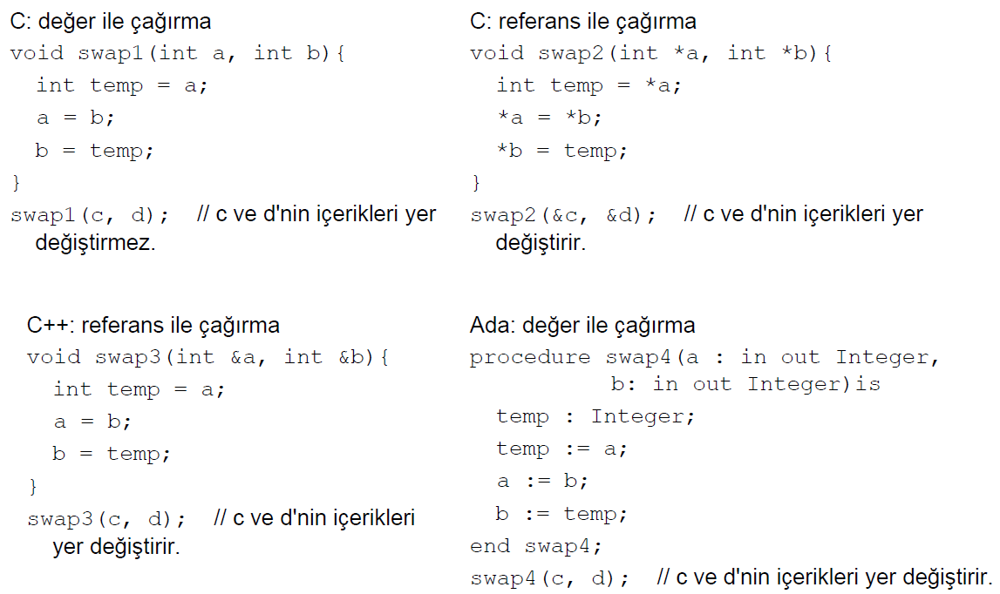 C: değer ile çağırma
void swap1(int a, int b){
int temp = a;
a = b;
b = temp;
}
swap1(c, d); // c ve d'nin içerikleri yer
değiştirmez.
C: referans ile çağırma
void swap2(int *a, int *b){
int temp = *a;
*a = *b;
*b = temp;
}
swap2(&c, &d); // c ve d'nin içerikleri yer
değiştirir.
C++: referans ile çağırma
void swap3(int &a, int &b){
int temp = a;
a = b;
b = temp;
}
swap3(c, d); // c ve d'nin içerikleri
yer değiştirir.
Ada: değer ile çağırma
procedure swap4(a : in out Integer,
b: in out Integer)is
temp : Integer;
temp := a;
a := b;
b := temp;
end swap4;
swap4(c, d); // c ve d'nin içerikleri yer değiştirir.